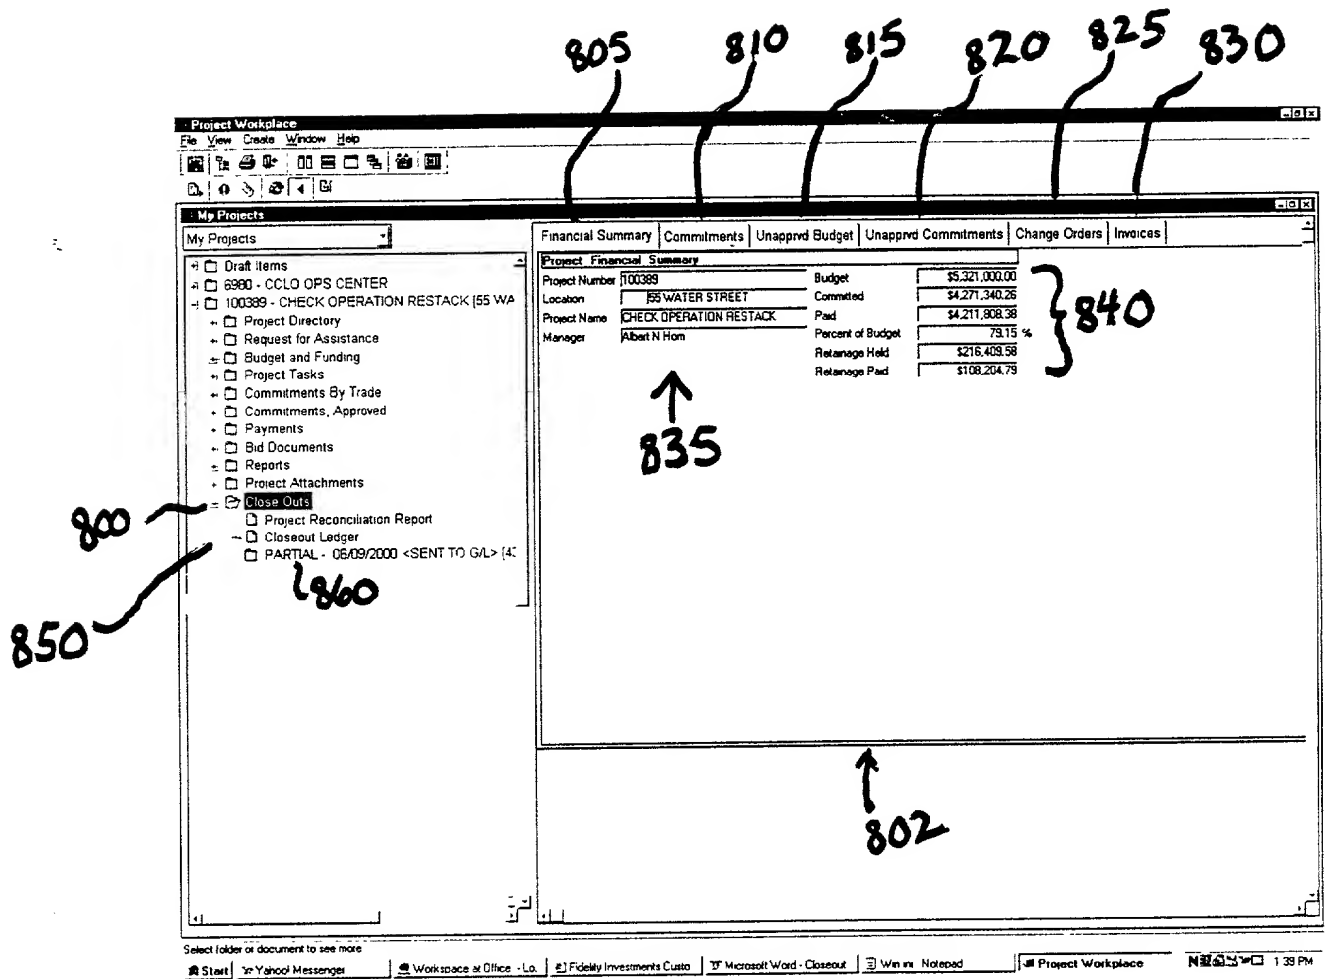 805 810 815 820 825 830
Project Workplace
File View Create Window Help
My Projects
My Projects
Financial Summary Commitments Unapprvd Budget Unapprvd Commitments Change Orders Invoices
Draft Items
6980 - CCLO OPS CENTER
100389 - CHECK OPERATION RESTACK [55 WA
Project Directory
Request for Assistance
Budget and Funding
Project Tasks
Commitments By Trade
Commitments, Approved
Payments
Bid Documents
Reports
Project Attachments
Close Outs
Project Reconciliation Report
Closeout Ledger
PARTIAL - 06/09/2000 <SENT TO G/L>
Project Financial Summary
Project Number 100389 Budget $5,321,000.00
Location 55 WATER STREET Committed $4,271,340.26
Project Name CHECK OPERATION RESTACK Paid $4,211,808.38
Manager Albert N Horn Percent of Budget 79.15 %
Retainage Held $216,409.58
Retainage Paid $108,204.79
840
835
800
860
850
802
Select folder or document to see more
Start Yahoo! Messenger Workspace at Office - Lo. Fidelity Investments Custo Microsoft Word - Closeout Win ini Notepad Project Workplace 1 39 PM